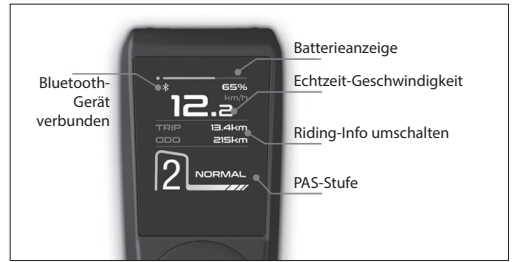 Batterieanzeige
65%
Bluetooth-
Gerät
verbunden
km/h
12.2
Echtzeit-Geschwindigkeit
TRIP 13.4km
ODO 215km
Riding-Info umschalten
2 NORMAL
PAS-Stufe